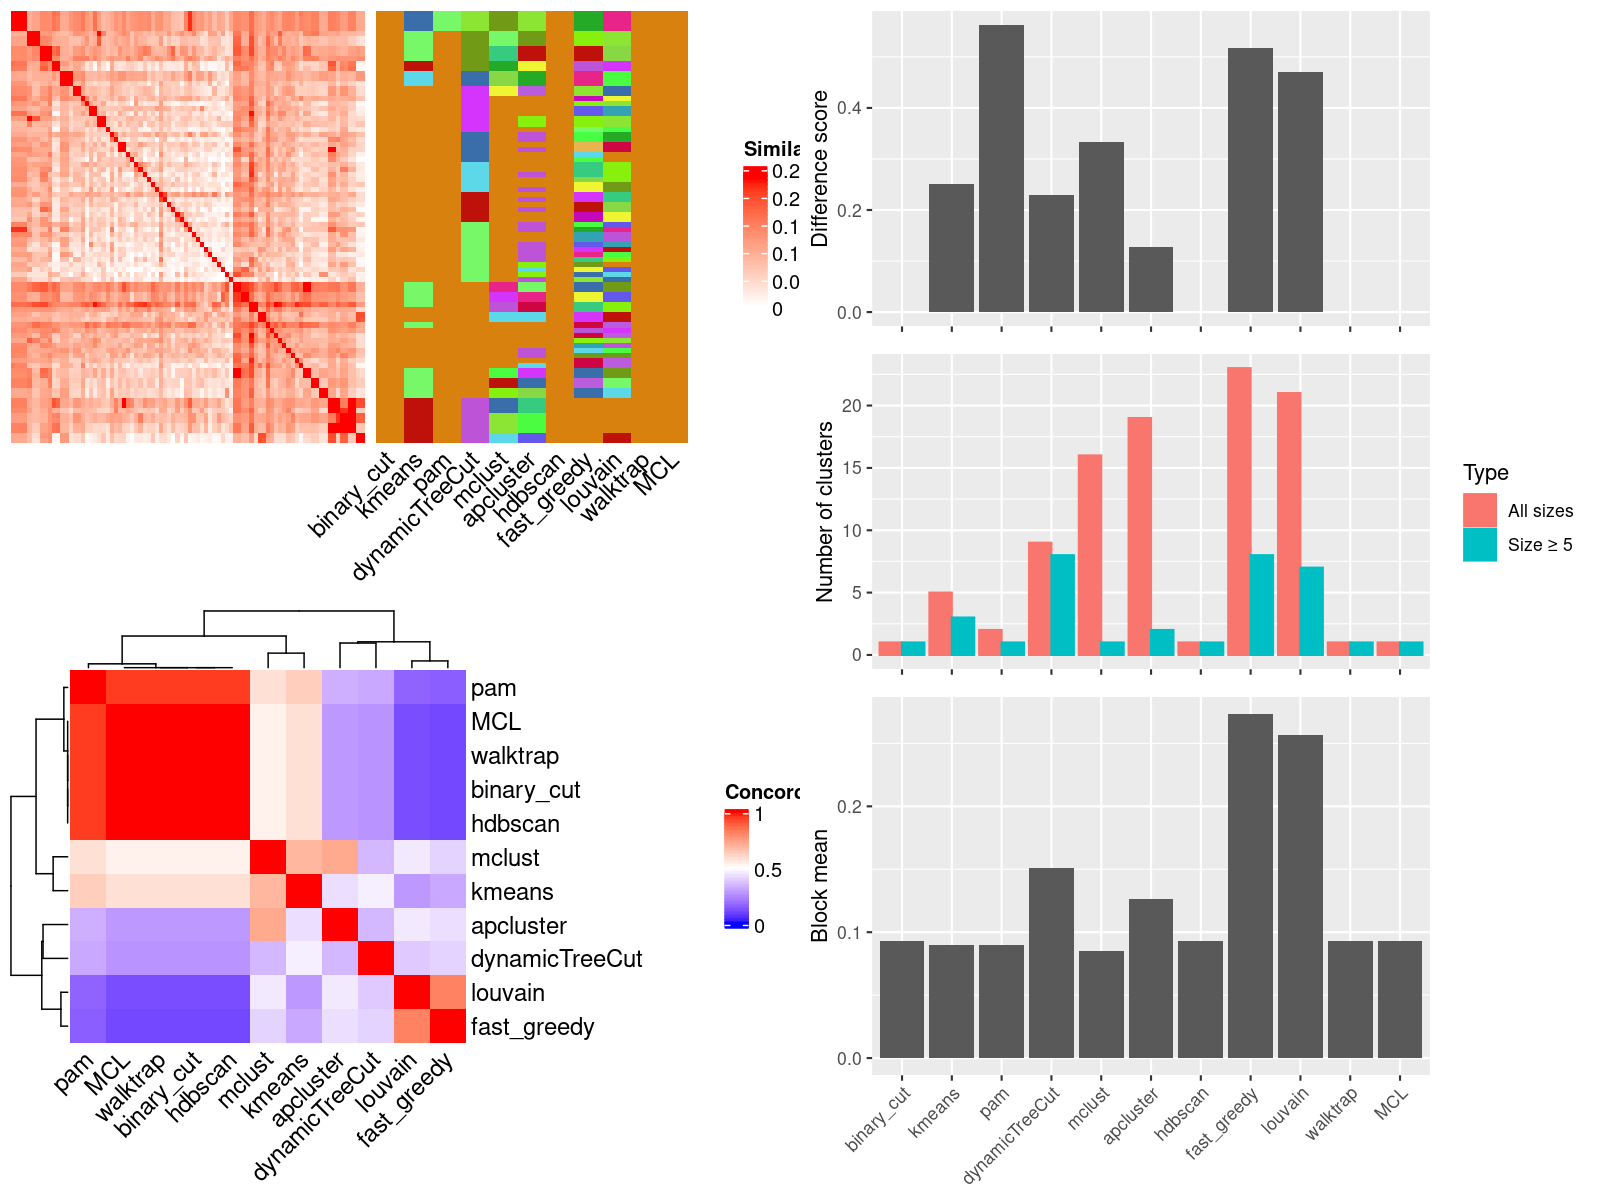 Simila
0.2
0.2
0.1
0.1
0.0
0
binary_cut
kmeans
pam
dynamicTreeCut
mclust
apcluster
hdbscan
fast_greedy
louvain
walktrap
MCL
Difference score
0.4
0.2
0.0
Number of clusters
20
15
10
5
0
Type
All sizes
Size ≥ 5
pam
MCL
walktrap
binary_cut
hdbscan
mclust
kmeans
apcluster
dynamicTreeCut
louvain
fast_greedy
Concord
1
0.5
0
pam
MCL
walktrap
binary_cut
hdbscan
mclust
kmeans
apcluster
dynamicTreeCut
louvain
fast_greedy
Block mean
0.2
0.1
0.0
binary_cut
kmeans
pam
dynamicTreeCut
mclust
apcluster
hdbscan
fast_greedy
louvain
walktrap
MCL